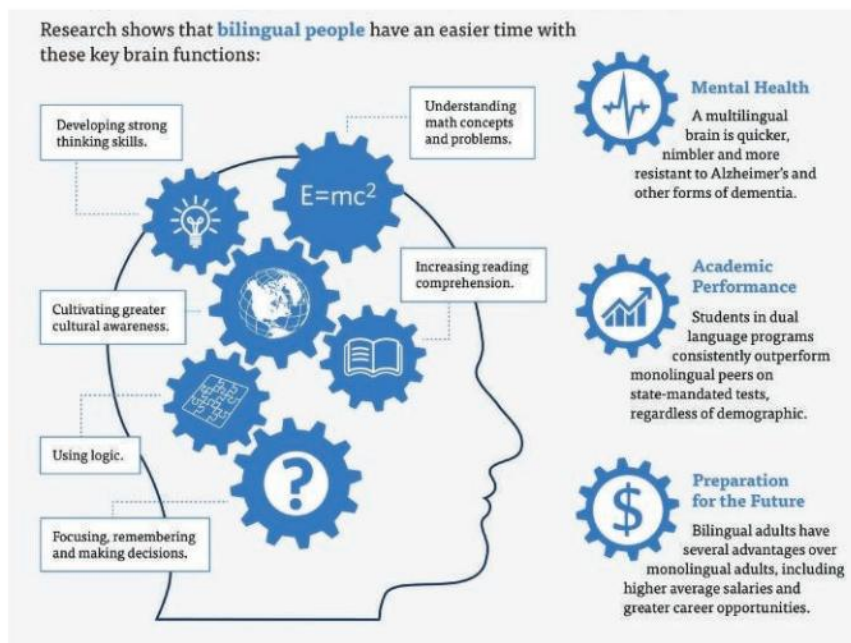 Research shows that bilingual people have an easier time with
these key brain functions:
Developing strong
thinking skills.
Understanding
math concepts
and problems.
E=mc²
Cultivating greater
cultural awareness.
Increasing reading
comprehension.
Using logic.
?
Focusing, remembering
and making decisions.
Mental Health
A multilingual
brain is quicker,
nimbler and more
resistant to Alzheimer's and
other forms of dementia.
Academic
Performance
Students in dual
language programs
consistently outperform
monolingual peers on
state-mandated tests,
regardless of demographic.
$
Preparation
for the Future
Bilingual adults have
several advantages over
monolingual adults, including
higher average salaries and
greater career opportunities.